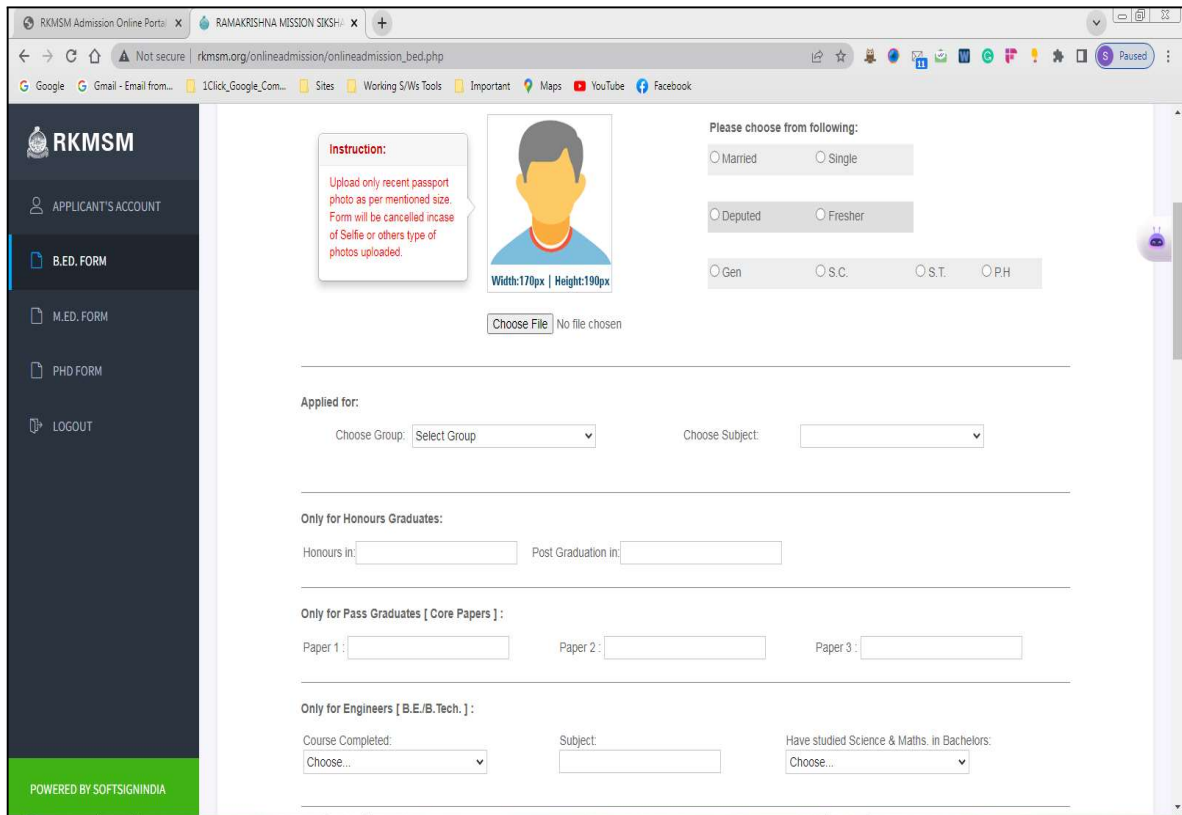 RKMSM Admission Online Porta
RAMAKRISHNA MISSION SIKSHA
Not secure | rkmsm.org/onlineadmission/onlineadmission_bed.php
11
S Paused
Google Gmail - Email from... 1Click_Google_Com... Sites Working S/Ws Tools Important Maps YouTube Facebook
RKMSM
APPLICANT'S ACCOUNT
B.ED. FORM
M.ED. FORM
PHD FORM
LOGOUT
POWERED BY SOFTSIGNINDIA
Instruction:
Upload only recent passport
photo as per mentioned size.
Form will be cancelled incase
of Selfie or others type of
photos uploaded.
Width:170px | Height:190px
Choose File No file chosen
Please choose from following:
Married Single
Deputed Fresher
Gen S.C. S.T. P.H
Applied for:
Choose Group: Select Group Choose Subject:
Only for Honours Graduates:
Honours in: Post Graduation in:
Only for Pass Graduates [ Core Papers ] :
Paper 1 : Paper 2 : Paper 3 :
Only for Engineers [ B.E./B.Tech. ] :
Course Completed: Subject: Have studied Science & Maths. in Bachelors:
Choose... Choose...